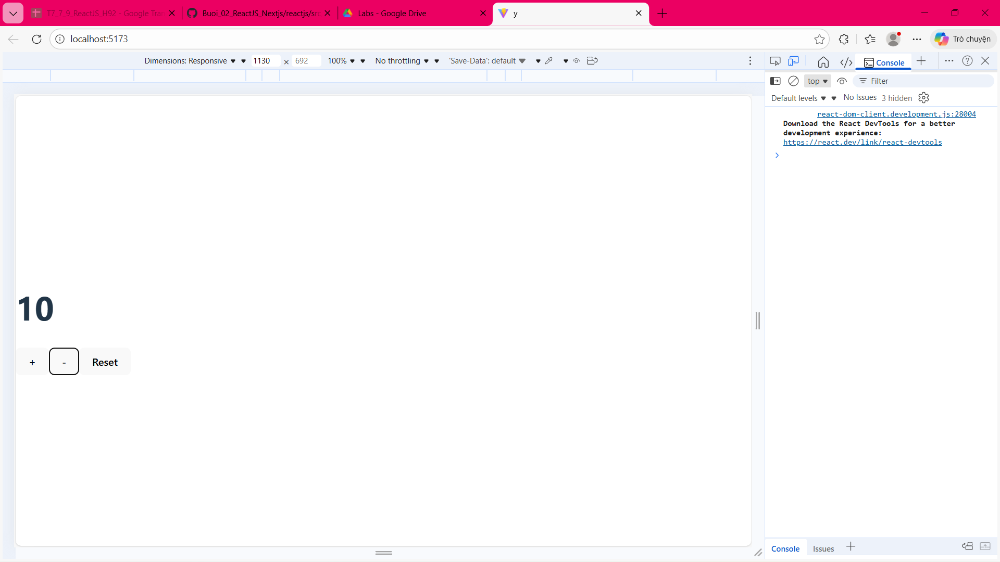 T7_7_9_ReactJS_H92 - Google Tran
Buoi_02_ReactJS_Nextjs/reactjs/src
Labs - Google Drive
y
localhost:5173
Trò chuyện
Dimensions: Responsive 1130 × 692 100% No throttling 'Save-Data': default
Console
top
Filter
Default levels No Issues 3 hidden
react-dom-client.development.js:28004
Download the React DevTools for a better
development experience:
https://react.dev/link/react-devtools
10
+ - Reset
Console Issues